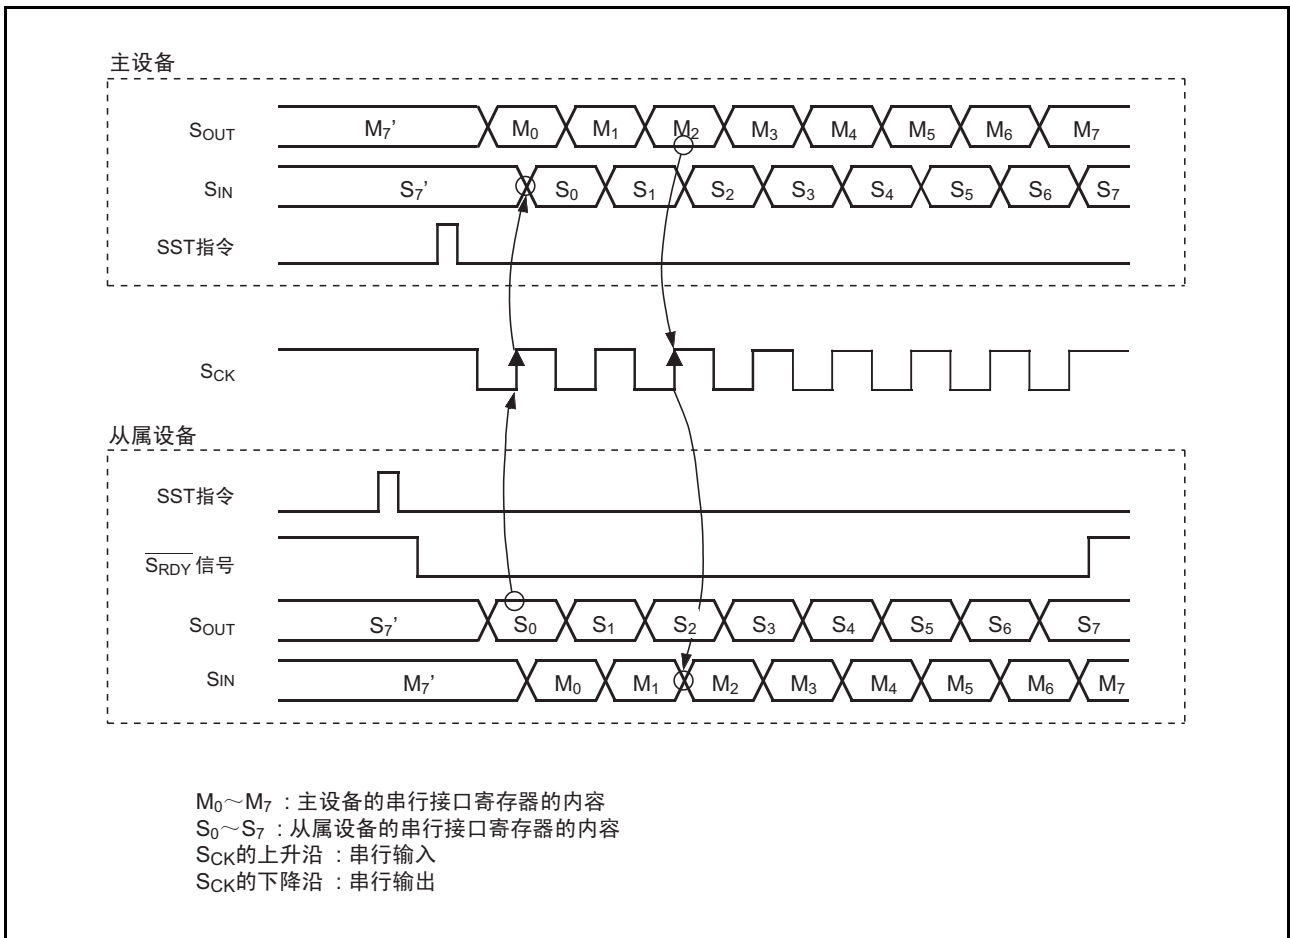 主设备
SOUT M7’ M0 M1 M2 M3 M4 M5 M6 M7
SIN S7’ S0 S1 S2 S3 S4 S5 S6 S7
SST指令
SCK
从属设备
SST指令
SRDY 信号
SOUT S7’ S0 S1 S2 S3 S4 S5 S6 S7
SIN M7’ M0 M1 M2 M3 M4 M5 M6 M7
M0～M7 : 主设备的串行接口寄存器的内容
S0～S7 : 从属设备的串行接口寄存器的内容
SCK的上升沿 : 串行输入
SCK的下降沿 : 串行输出